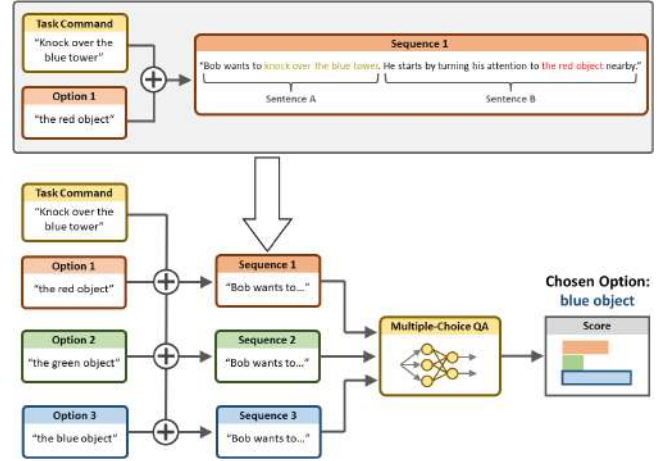 Task Command
"Knock over the
blue tower"
Option 1
"the red object"
Sequence 1
"Bob wants to knock over the blue tower. He starts by turning his attention to the red object nearby."
Sentence A
Sentence B
Task Command
"Knock over the
blue tower"
Option 1
"the red object"
Option 2
"the green object"
Option 3
"the blue object"
Sequence 1
"Bob wants to..."
Sequence 2
"Bob wants to..."
Sequence 3
"Bob wants to..."
Multiple-Choice QA
Chosen Option:
blue object
Score